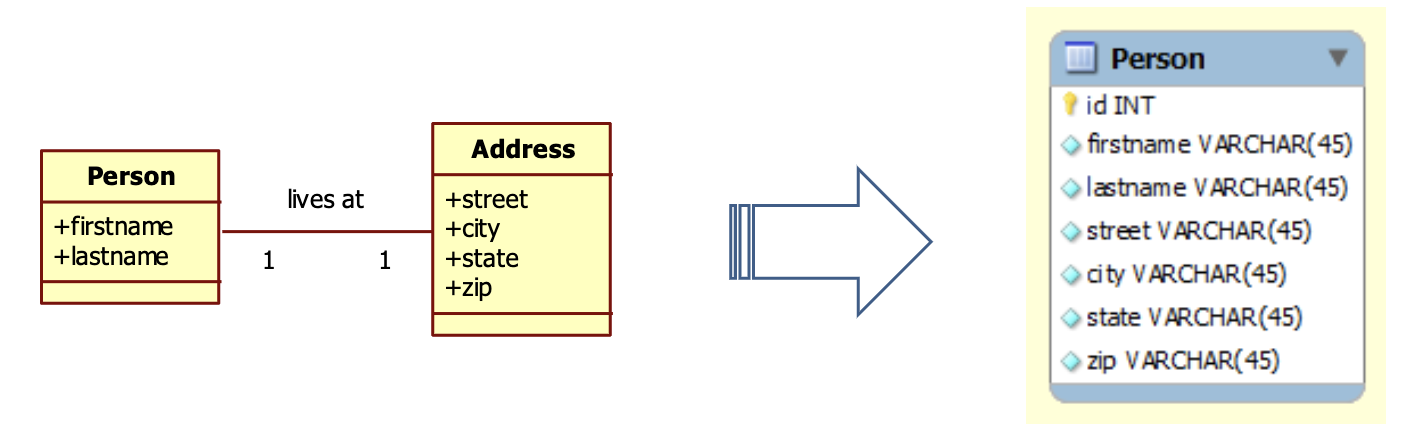 Person
+firstname
+lastname
lives at
1
1
Address
+street
+city
+state
+zip
Person
id INT
firstname VARCHAR(45)
lastname VARCHAR(45)
street VARCHAR(45)
city VARCHAR(45)
state VARCHAR(45)
zip VARCHAR(45)